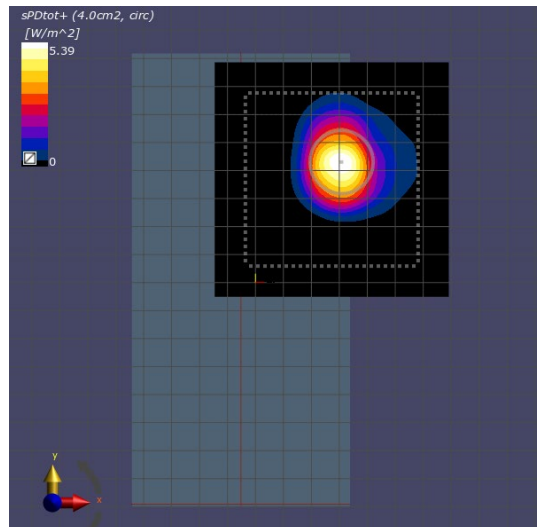 sPDtot+ (4.0cm2, circ)
[W/m^2]
5.39
0
y
x